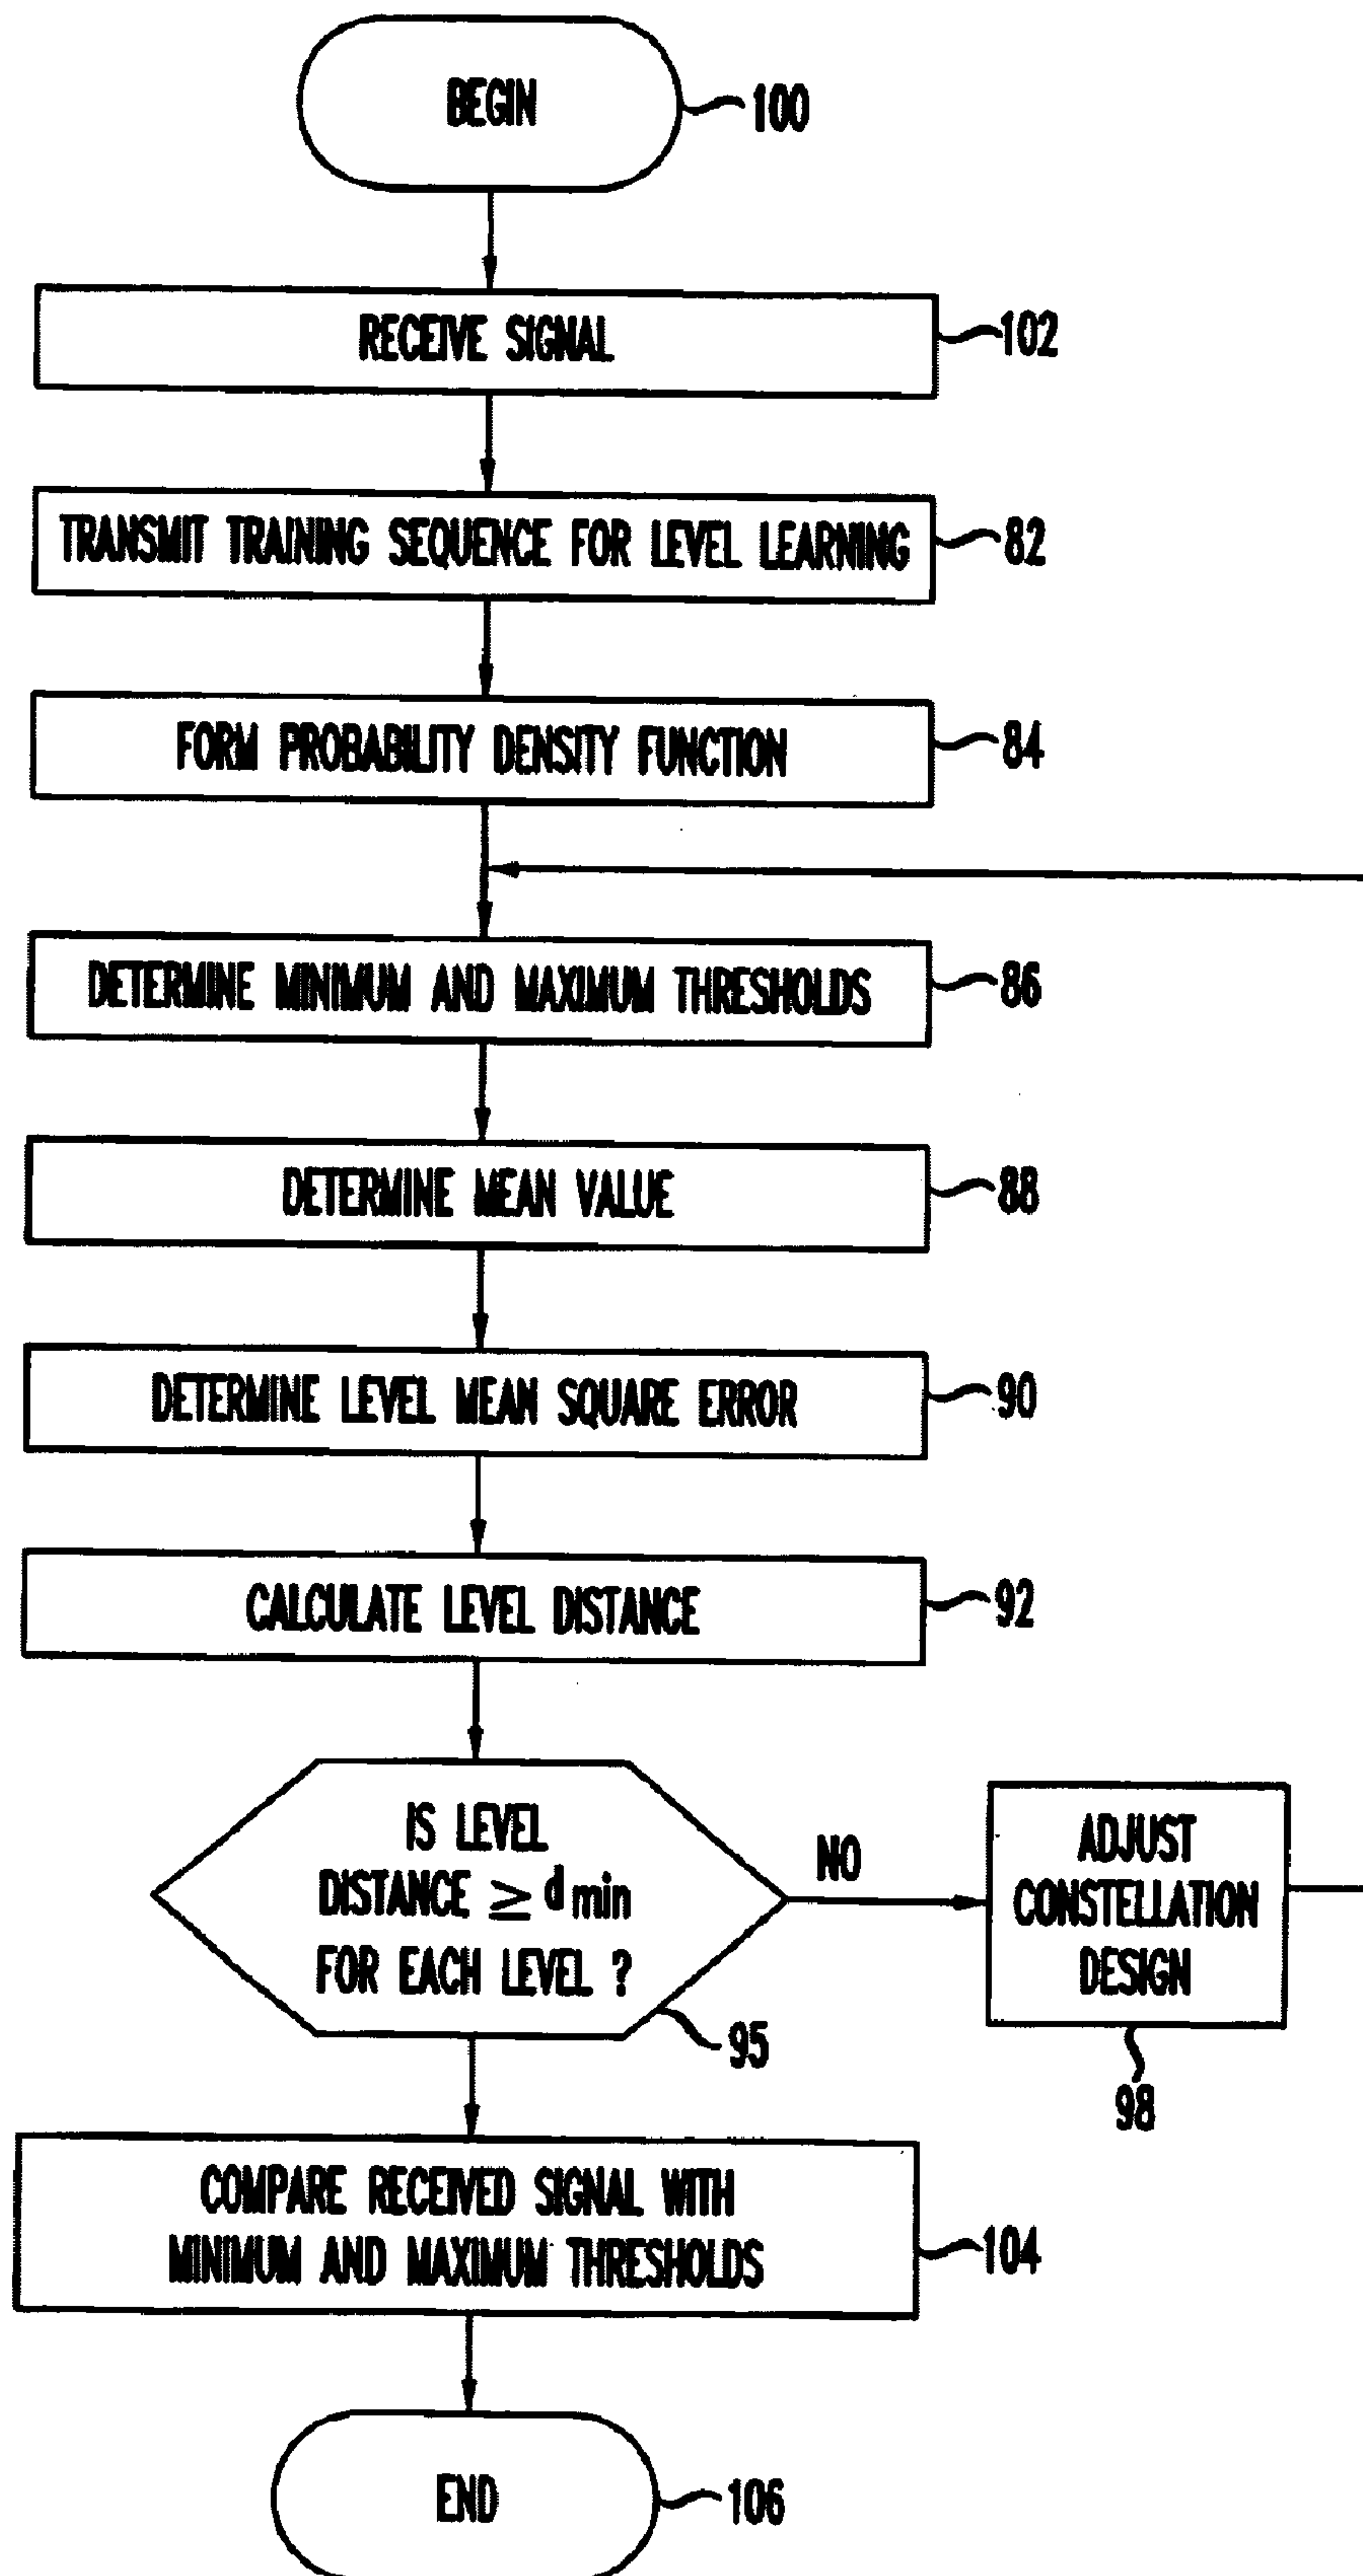 BEGIN
100
RECEIVE SIGNAL
102
TRANSMIT TRAINING SEQUENCE FOR LEVEL LEARNING
82
FORM PROBABILITY DENSITY FUNCTION
84
DETERMINE MINIMUM AND MAXIMUM THRESHOLDS
86
DETERMINE MEAN VALUE
88
DETERMINE LEVEL MEAN SQUARE ERROR
90
CALCULATE LEVEL DISTANCE
92
IS LEVEL
DISTANCE ≥ dmin
FOR EACH LEVEL ?
95
NO
ADJUST
CONSTELLATION
DESIGN
98
COMPARE RECEIVED SIGNAL WITH
MINIMUM AND MAXIMUM THRESHOLDS
104
END
106